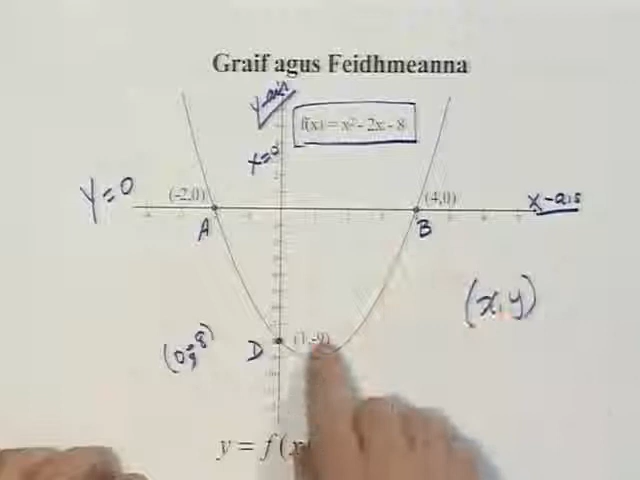 Graif agus Feidhmeanna
y-axis
f(x) = x² - 2x - 8
x=0
y=0
(-2,0)
(4,0)
x-axis
A
B
(x,y)
(0,-8)
D
(1,-9)
y = f(x